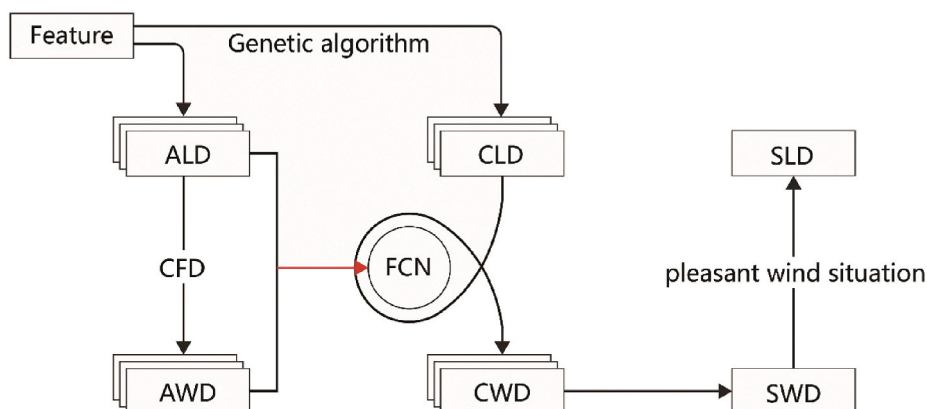 Feature
Genetic algorithm
ALD
CLD
SLD
CFD
FCN
pleasant wind situation
AWD
CWD
SWD